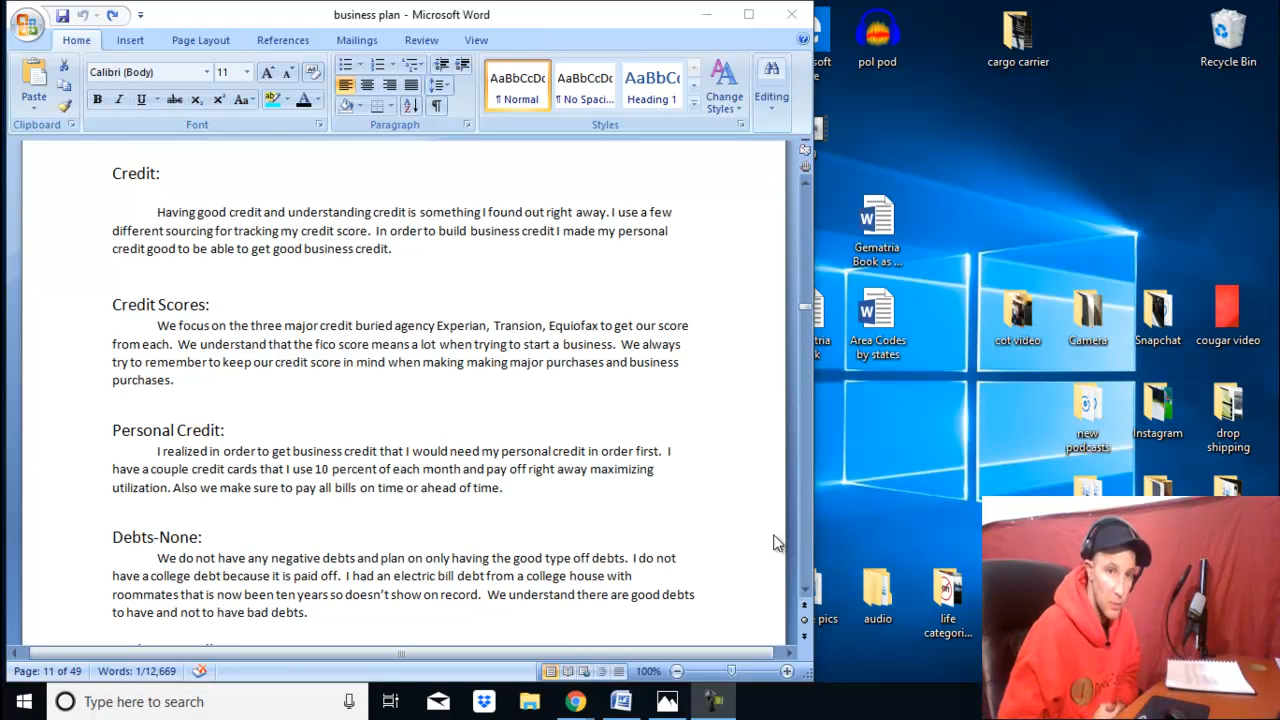 business plan - Microsoft Word
Home
Insert
Page Layout
References
Mailings
Review
View
Paste
Clipboard
Calibri (Body)
11
Font
Paragraph
AaBbCcDc
AaBbCcDc
AaBbCc
¶ Normal
¶ No Spaci...
Heading 1
Change
Styles
Styles
Editing
Credit:
Having good credit and understanding credit is something I found out right away. I use a few
different sourcing for tracking my credit score. In order to build business credit I made my personal
credit good to be able to get good business credit.
Credit Scores:
We focus on the three major credit buried agency Experian, Transion, Equiofax to get our score
from each. We understand that the fico score means a lot when trying to start a business. We always
try to remember to keep our credit score in mind when making making major purchases and business
purchases.
Personal Credit:
I realized in order to get business credit that I would need my personal credit in order first. I
have a couple credit cards that I use 10 percent of each month and pay off right away maximizing
utilization. Also we make sure to pay all bills on time or ahead of time.
Debts-None:
We do not have any negative debts and plan on only having the good type off debts. I do not
have a college debt because it is paid off. I had an electric bill debt from a college house with
roommates that is now been ten years so doesn't show on record. We understand there are good debts
to have and not to have bad debts.
Page: 11 of 49
Words: 1/12,669
100%
Type here to search
pol pod
cargo carrier
Recycle Bin
Gematria
Book as ...
Area Codes
by states
cot video
Camera
Snapchat
cougar video
new
podcasts
Instagram
drop
shipping
pics
audio
life
categori...